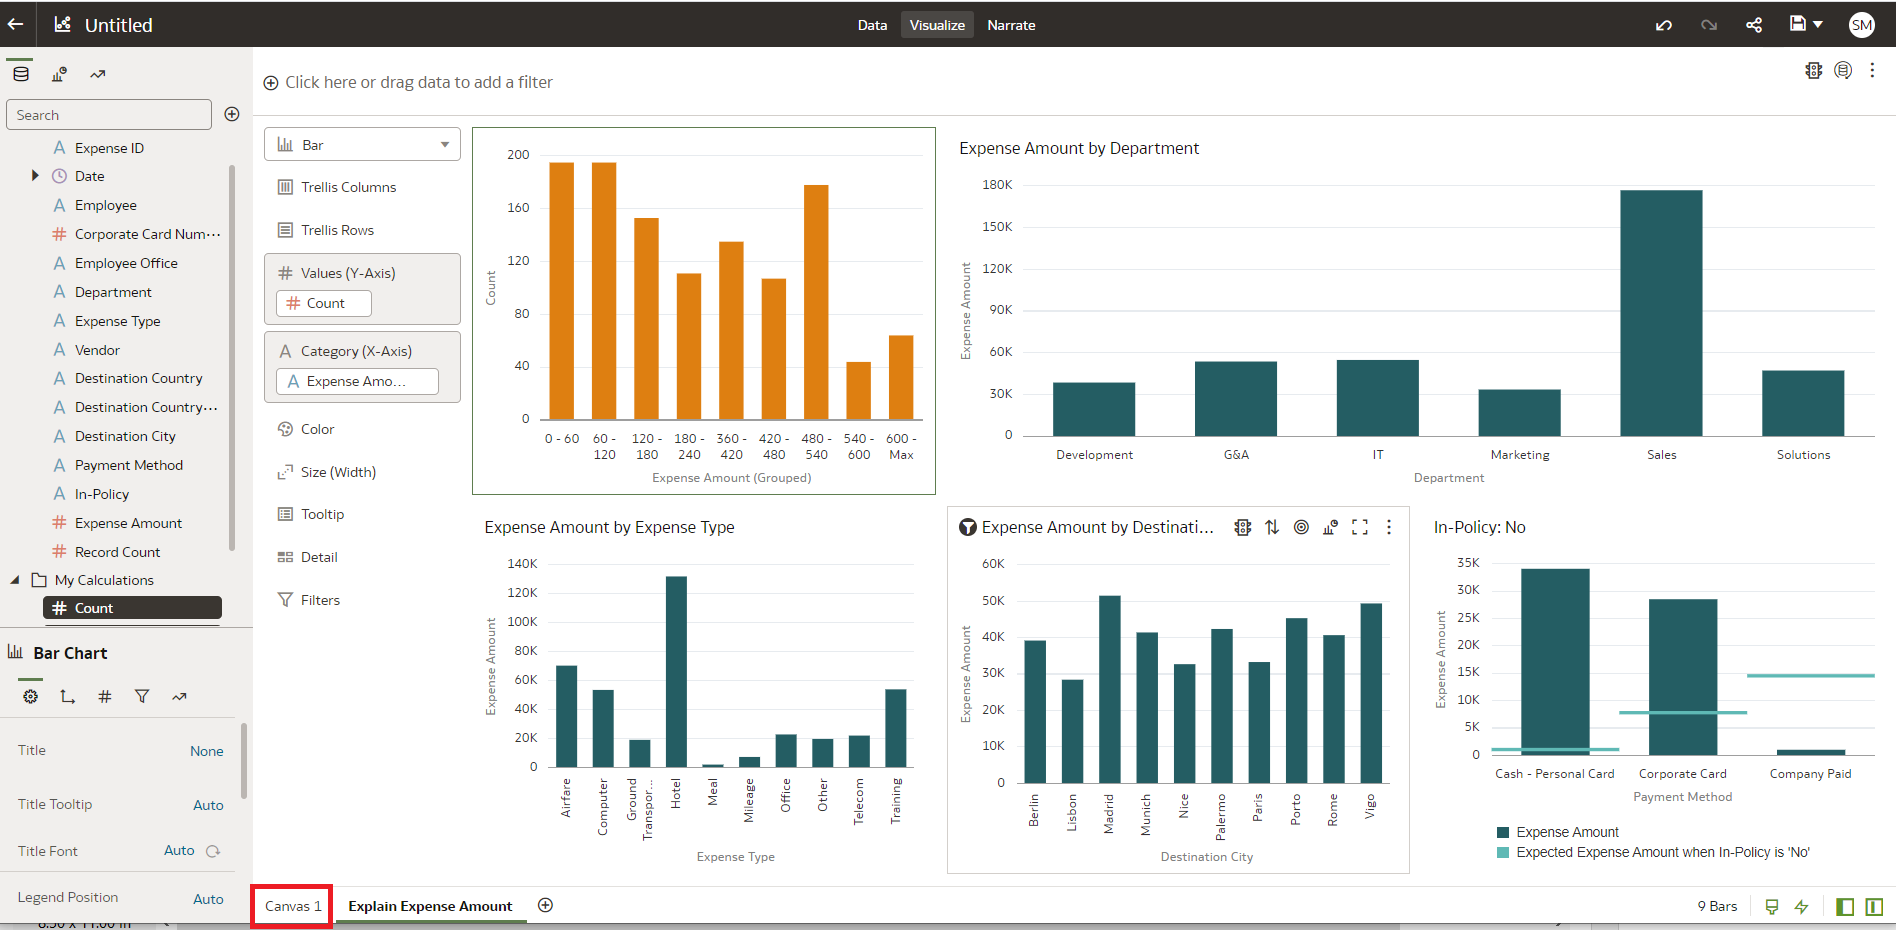 Untitled
Data
Visualize
Narrate
SM
Click here or drag data to add a filter
Search
Expense ID
Date
Employee
Corporate Card Num...
Employee Office
Department
Expense Type
Vendor
Destination Country
Destination Country...
Destination City
Payment Method
In-Policy
Expense Amount
Record Count
My Calculations
Count
Bar Chart
Title
None
Title Tooltip
Auto
Title Font
Auto
Legend Position
Auto
Bar
Trellis Columns
Trellis Rows
Values (Y-Axis)
Count
Category (X-Axis)
Expense Amo...
Color
Size (Width)
Tooltip
Detail
Filters
200
160
120
80
40
0
Count
0 - 60
60 - 120
120 - 180
180 - 240
360 - 420
420 - 480
480 - 540
540 - 600
600 - Max
Expense Amount (Grouped)
Expense Amount by Department
180K
150K
120K
90K
60K
30K
0
Expense Amount
Development
G&A
IT
Marketing
Sales
Solutions
Department
Expense Amount by Expense Type
140K
120K
100K
80K
60K
40K
20K
0
Expense Amount
Airfare
Computer
Ground Transpor...
Hotel
Meal
Mileage
Office
Other
Telecom
Training
Expense Type
Expense Amount by Destinati...
60K
50K
40K
30K
20K
10K
0
Expense Amount
Berlin
Lisbon
Madrid
Munich
Nice
Palermo
Paris
Porto
Rome
Vigo
Destination City
In-Policy: No
35K
30K
25K
20K
15K
10K
5K
0
Expense Amount
Cash - Personal Card
Corporate Card
Company Paid
Payment Method
Expense Amount
Expected Expense Amount when In-Policy is 'No'
Canvas 1
Explain Expense Amount
9 Bars
8.50 x 11.00 in